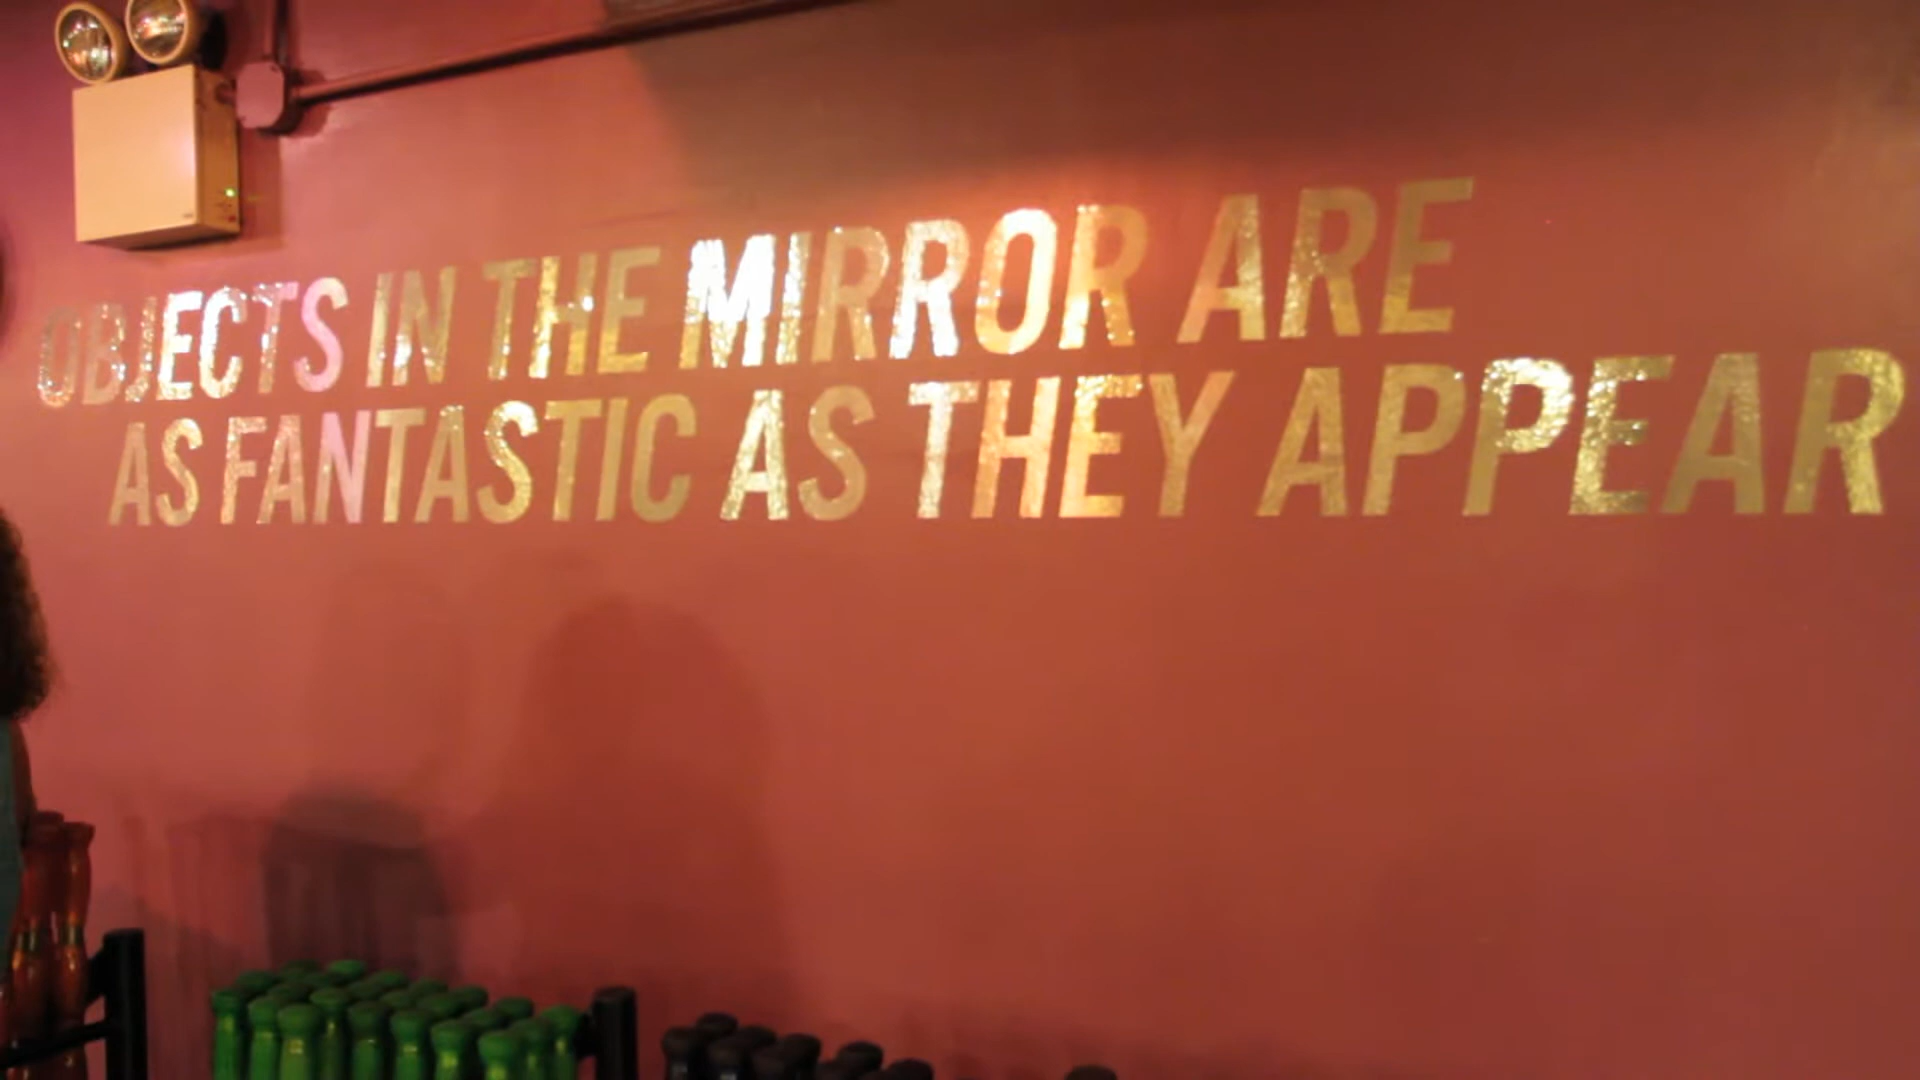 OBJECTS IN THE MIRROR ARE
AS FANTASTIC AS THEY APPEAR